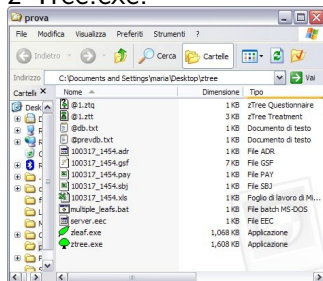 2 Tree.exe.
prova
File Modifica Visualizza Preferiti Strumenti ?
Indietro Cerca Cartelle
Indirizzo C:\Documents and Settings\maria\Desktop\ztree Vai
Cartelle Nome Dimensione Tipo
Desk
@1.ztq 1 KB zTree Questionnaire
@1.ztt 3 KB zTree Treatment
@db.txt 1 KB Documento di testo
@prevdb.txt 1 KB Documento di testo
100317_1454.adr 1 KB File ADR
100317_1454.gsf 7 KB File GSF
100317_1454.pay 1 KB File PAY
100317_1454.sbj 1 KB File SBJ
100317_1454.xls 1 KB Foglio di lavoro di Mi...
multiple_leafs.bat 1 KB File batch MS-DOS
server.eec 1 KB File EEC
zleaf.exe 1,068 KB Applicazione
ztree.exe 1,608 KB Applicazione